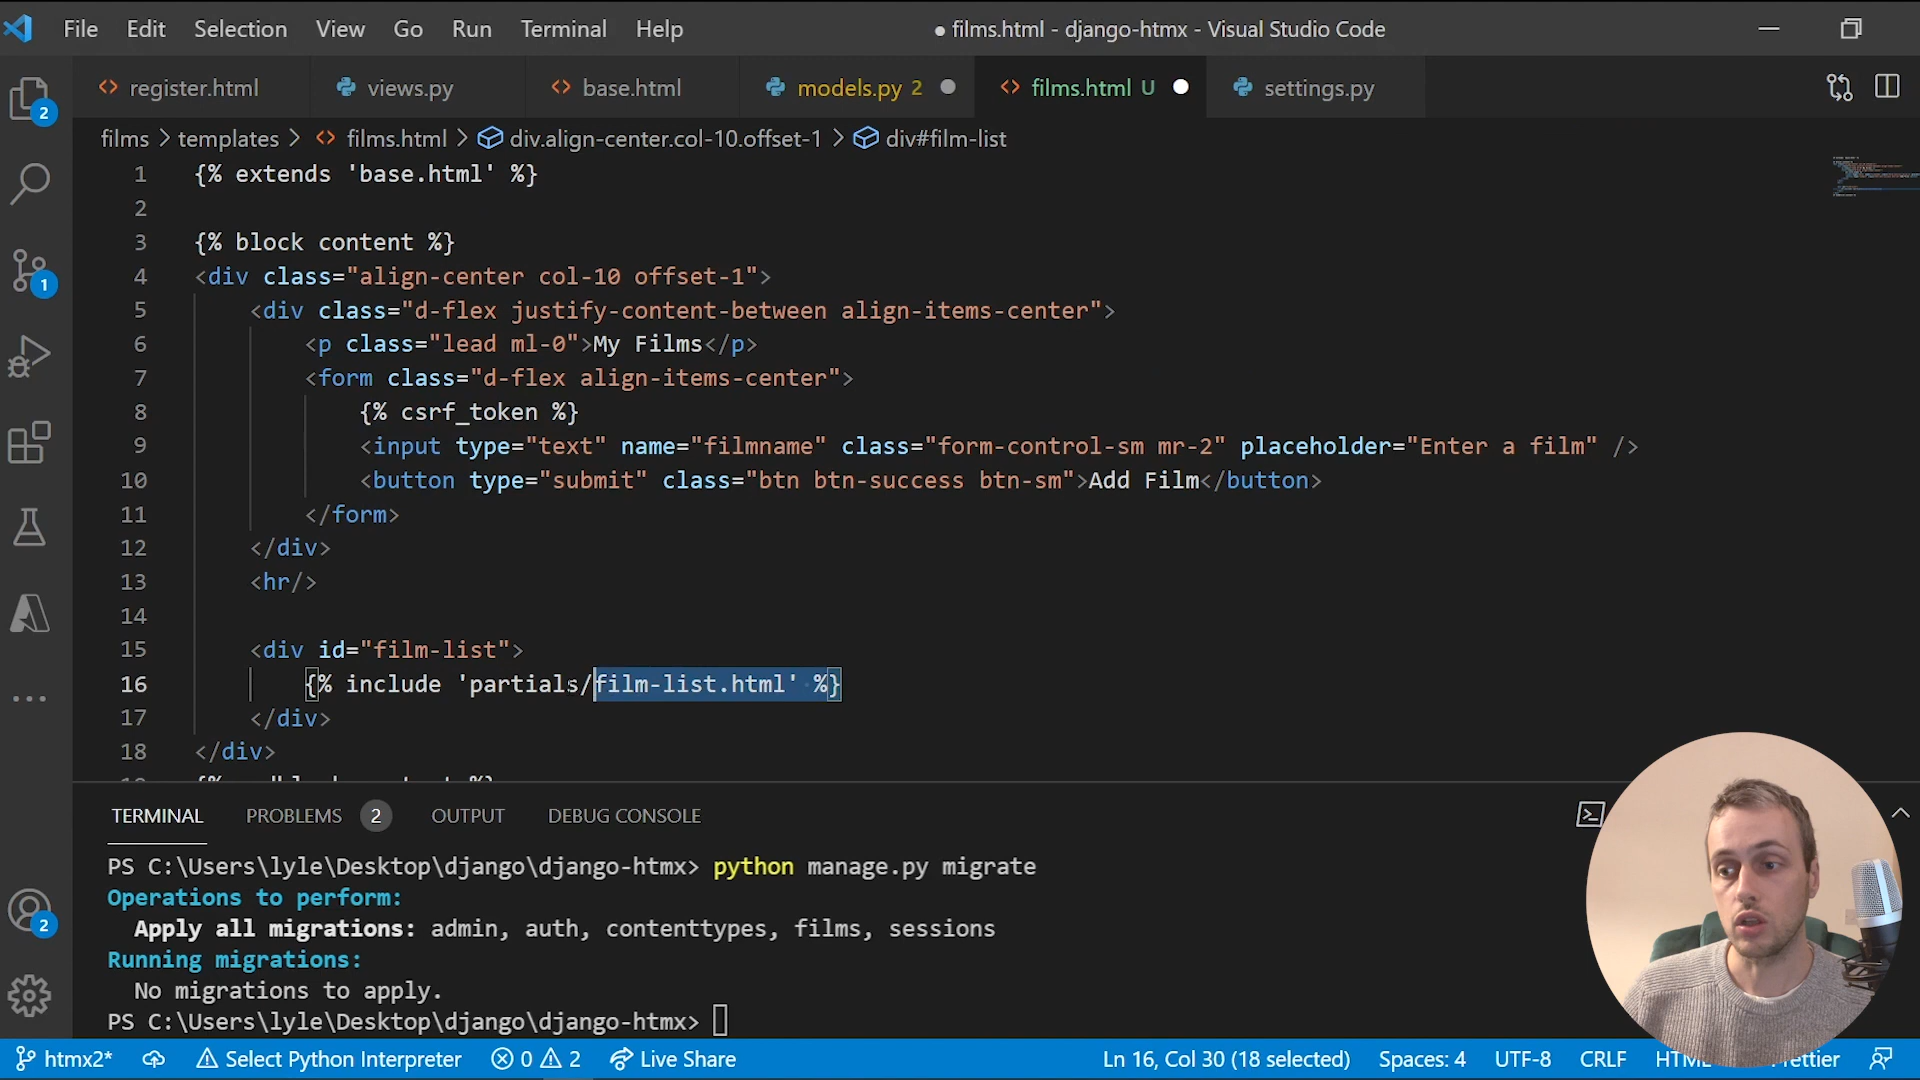 File Edit Selection View Go Run Terminal Help ● films.html - django-htmx - Visual Studio Code
register.html views.py base.html models.py 2 films.html U settings.py
films > templates > films.html > div.align-center.col-10.offset-1 > div#film-list
1 {% extends 'base.html' %}
2
3 {% block content %}
4 <div class="align-center col-10 offset-1">
5 <div class="d-flex justify-content-between align-items-center">
6 <p class="lead ml-0">My Films</p>
7 <form class="d-flex align-items-center">
8 {% csrf_token %}
9 <input type="text" name="filmname" class="form-control-sm mr-2" placeholder="Enter a film" />
10 <button type="submit" class="btn btn-success btn-sm">Add Film</button>
11 </form>
12 </div>
13 <hr/>
14
15 <div id="film-list">
16 {% include 'partials/film-list.html' %}
17 </div>
18 </div>
2
1
2
TERMINAL PROBLEMS 2 OUTPUT DEBUG CONSOLE
PS C:\Users\lyle\Desktop\django\django-htmx> python manage.py migrate
Operations to perform:
Apply all migrations: admin, auth, contenttypes, films, sessions
Running migrations:
No migrations to apply.
PS C:\Users\lyle\Desktop\django\django-htmx>
htmx2* Select Python Interpreter 0 2 Live Share Ln 16, Col 30 (18 selected) Spaces: 4 UTF-8 CRLF